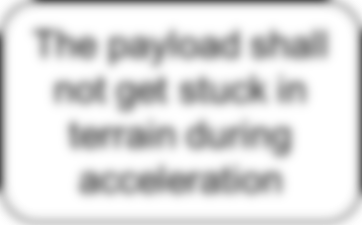 The payload shall
not get stuck in
terrain during
acceleration